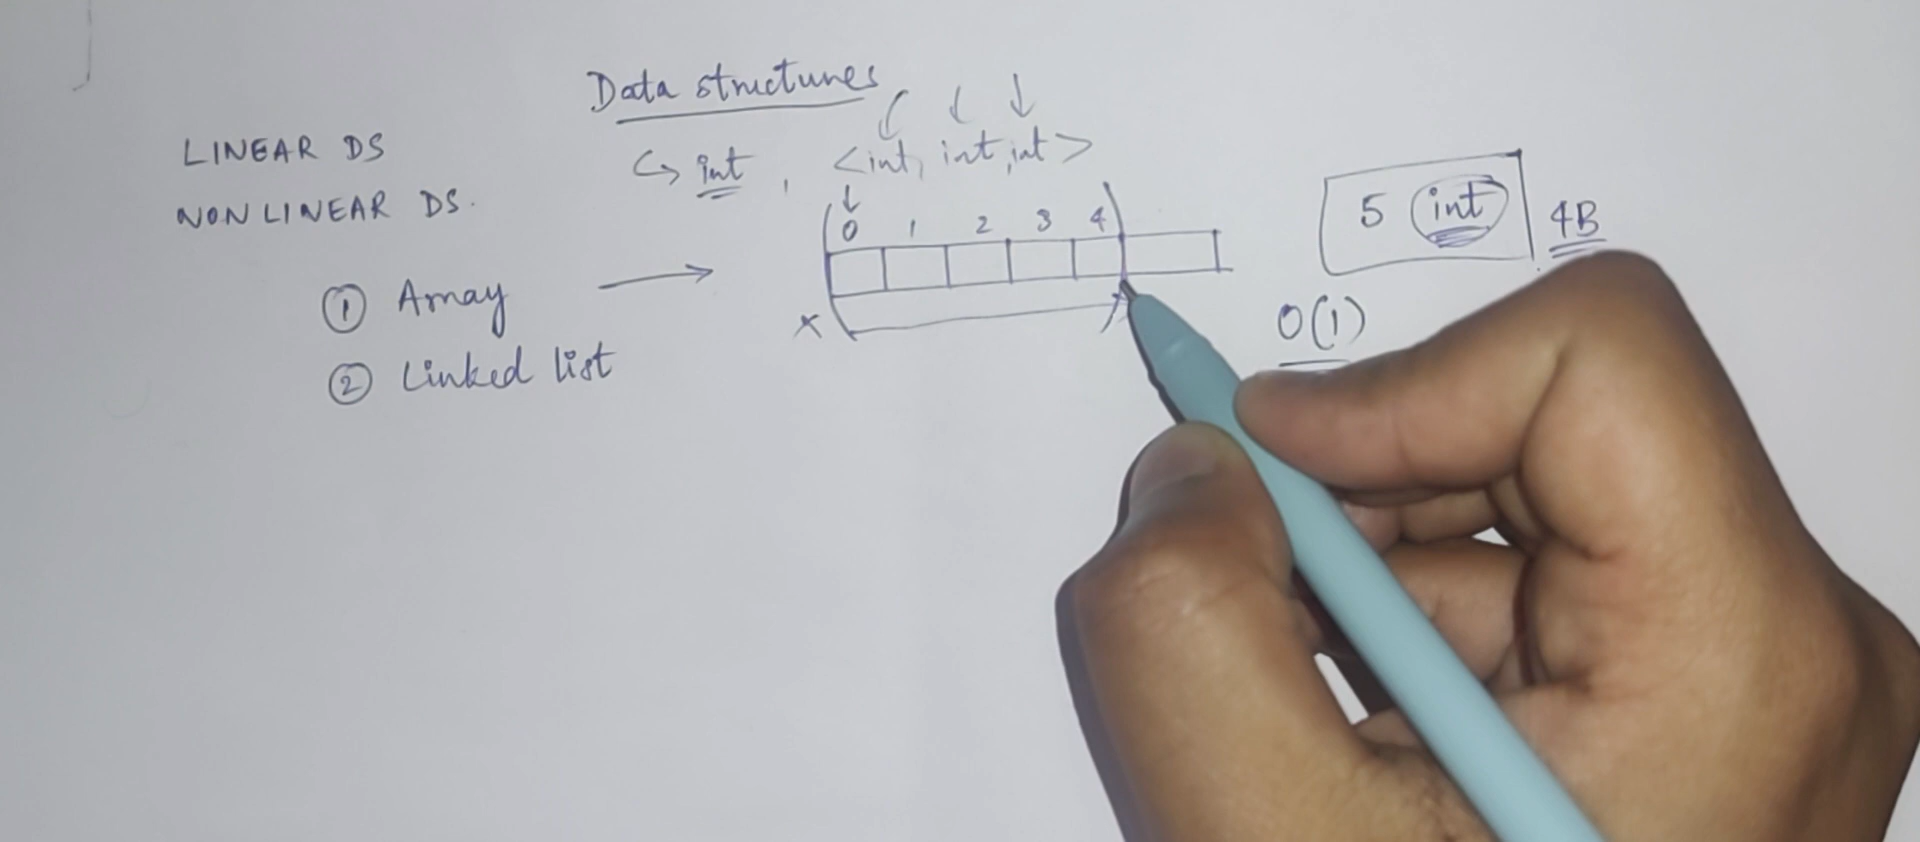 Data structures
LINEAR DS
NON LINEAR DS.
int, <int, int, int>
0 1 2 3 4
5 int 4B
① Array
x
O(1)
② Linked list